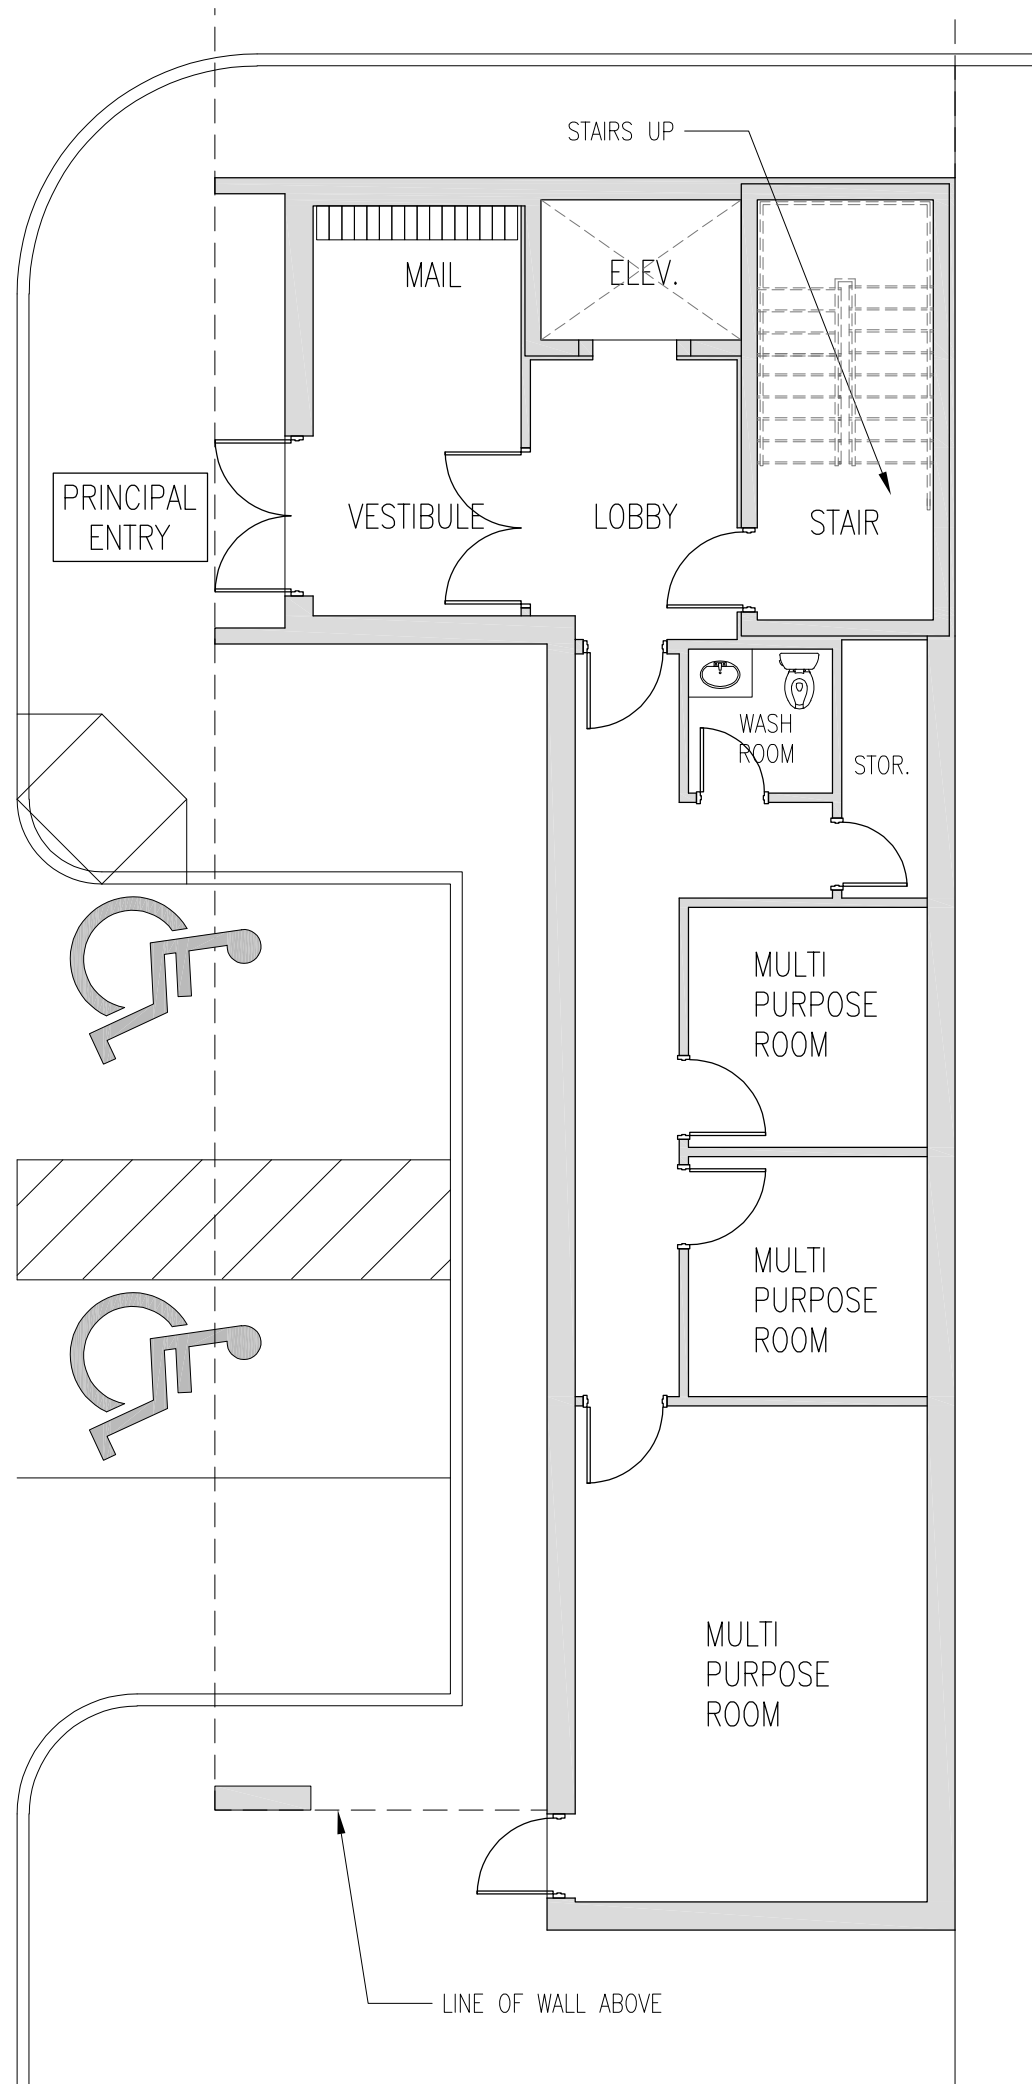 STAIRS UP
MAIL
ELEV.
PRINCIPAL
ENTRY
VESTIBULE
LOBBY
STAIR
WASH
ROOM
STOR.
MULTI
PURPOSE
ROOM
MULTI
PURPOSE
ROOM
MULTI
PURPOSE
ROOM
LINE OF WALL ABOVE